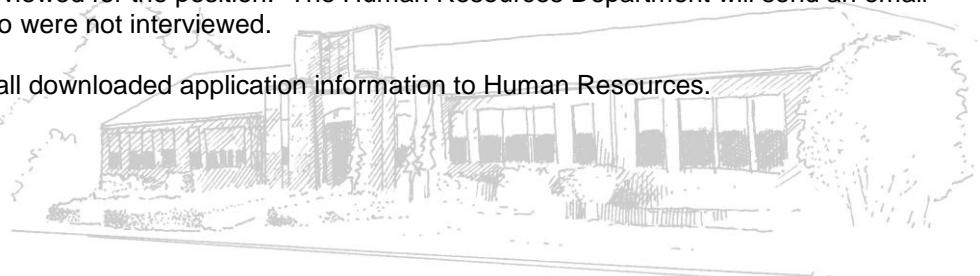 viewed for the position. The Human Resources Department will send an email
o were not interviewed.
all downloaded application information to Human Resources.